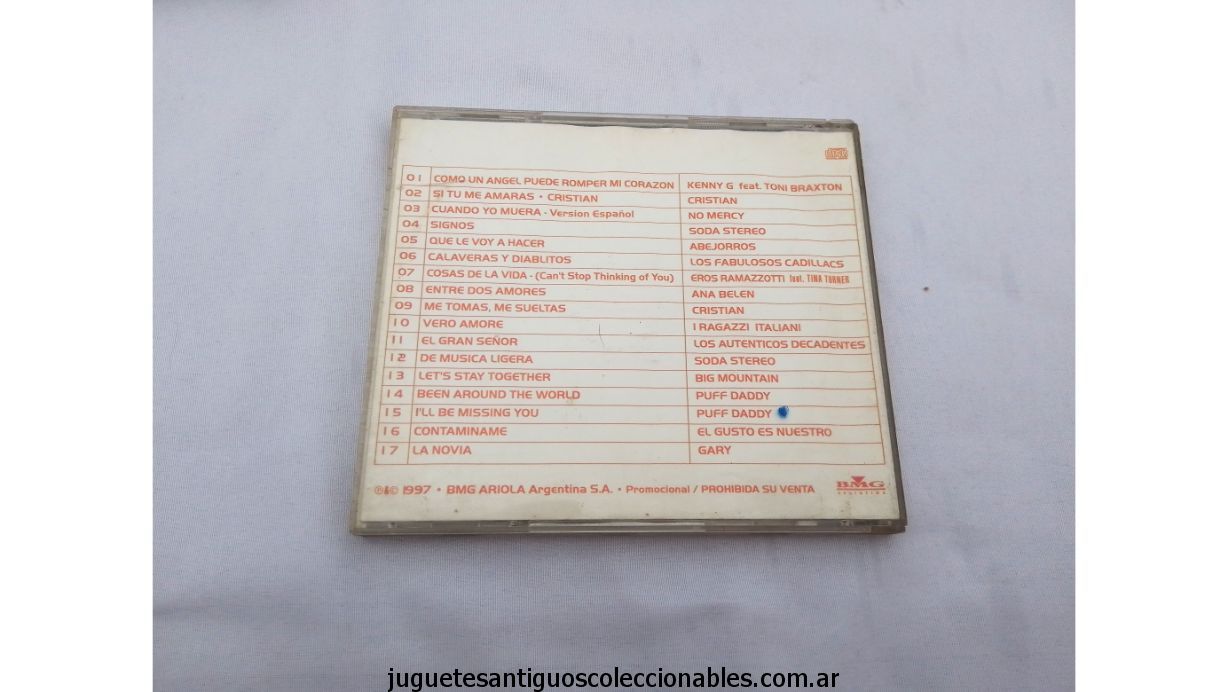 01 COMO UN ANGEL PUEDE ROMPER MI CORAZON KENNY G feat. TONI BRAXTON
02 SI TU ME AMARAS • CRISTIAN CRISTIAN
03 CUANDO YO MUERA - Version Español NO MERCY
04 SIGNOS SODA STEREO
05 QUE LE VOY A HACER ABEJORROS
06 CALAVERAS Y DIABLITOS LOS FABULOSOS CADILLACS
07 COSAS DE LA VIDA - (Can't Stop Thinking of You) EROS RAMAZZOTTI feat. TINA TURNER
08 ENTRE DOS AMORES ANA BELEN
09 ME TOMAS, ME SUELTAS CRISTIAN
10 VERO AMORE I RAGAZZI ITALIANI
11 EL GRAN SEÑOR LOS AUTENTICOS DECADENTES
12 DE MUSICA LIGERA SODA STEREO
13 LET'S STAY TOGETHER BIG MOUNTAIN
14 BEEN AROUND THE WORLD PUFF DADDY
15 I'LL BE MISSING YOU PUFF DADDY
16 CONTAMINAME EL GUSTO ES NUESTRO
17 LA NOVIA GARY
℗&© 1997 • BMG ARIOLA Argentina S.A. • Promocional / PROHIBIDA SU VENTA
BMG
ARGENTINA
juguetesantiguoscoleccionables.com.ar